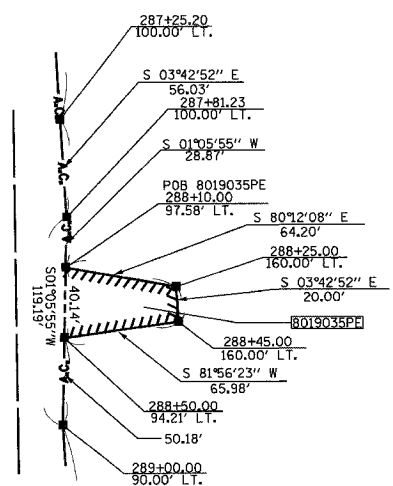 287+25.20
100.00' LT.
S 03°42'52" E
56.03'
287+81.23
100.00' LT.
S 01°05'55" W
28.87'
POB 8019035PE
288+10.00
97.58' LT.
S 80°12'08" E
64.20'
288+25.00
160.00' LT.
S 03°42'52" E
20.00'
8019035PE
288+45.00
160.00' LT.
S 81°56'23" W
65.98'
288+50.00
94.21' LT.
50.18'
289+00.00
90.00' LT.
A.C.
A.C.
A.C.
A.C.
40.14'
S01°05'55"W
119.19'